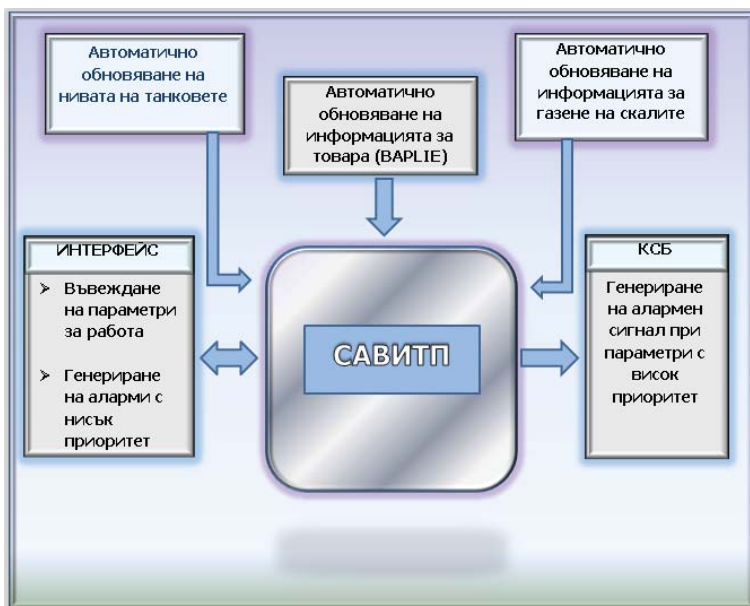 Автоматично
обновяване на
нивата на танковете
Автоматично
обновяване на
информацията за
товара (BAPLIE)
Автоматично
обновяване на
информацията за
газене на скалите
ИНТЕРФЕЙС
➢ Въвеждане
на параметри
за работа
➢ Генериране
на аларми с
нисък
приоритет
САВИТП
КСБ
Генериране
на алармен
сигнал при
параметри с
висок
приоритет